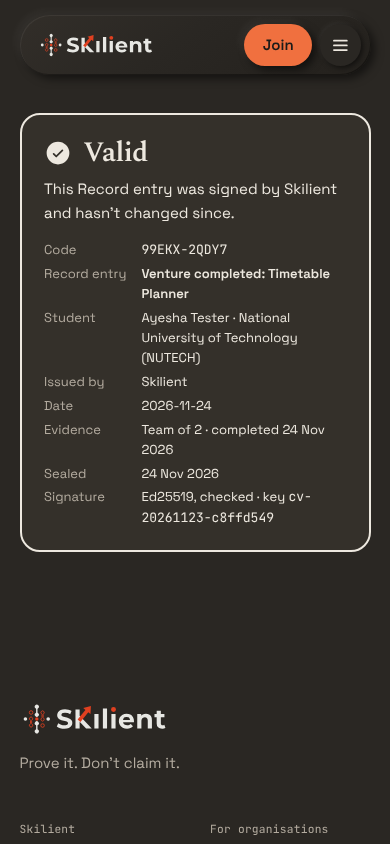 Skilient
Join
Valid
This Record entry was signed by Skilient
and hasn't changed since.
Code 99EKX-2QDY7
Record entry Venture completed: Timetable
Planner
Student Ayesha Tester · National
University of Technology
(NUTECH)
Issued by Skilient
Date 2026-11-24
Evidence Team of 2 · completed 24 Nov
2026
Sealed 24 Nov 2026
Signature Ed25519, checked · key cv-
20261123-c8ffd549
Skilient
Prove it. Don't claim it.
Skilient For organisations